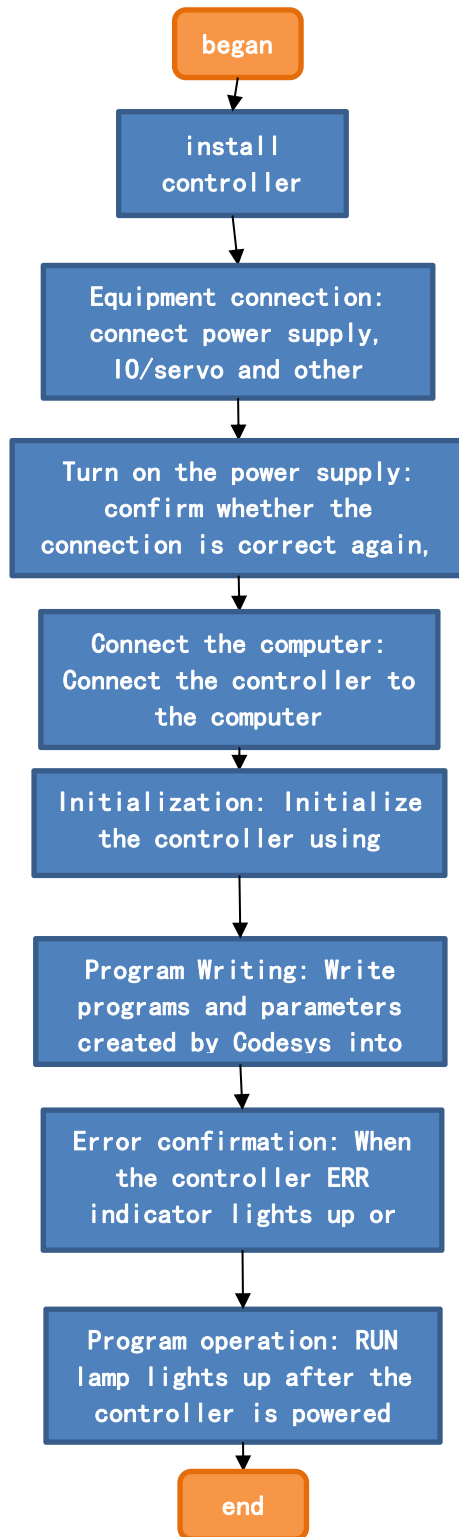 began
install
controller
Equipment connection:
connect power supply,
IO/servo and other
Turn on the power supply:
confirm whether the
connection is correct again,
Connect the computer:
Connect the controller to
the computer
Initialization: Initialize
the controller using
Program Writing: Write
programs and parameters
created by Codesys into
Error confirmation: When
the controller ERR
indicator lights up or
Program operation: RUN
lamp lights up after the
controller is powered
end